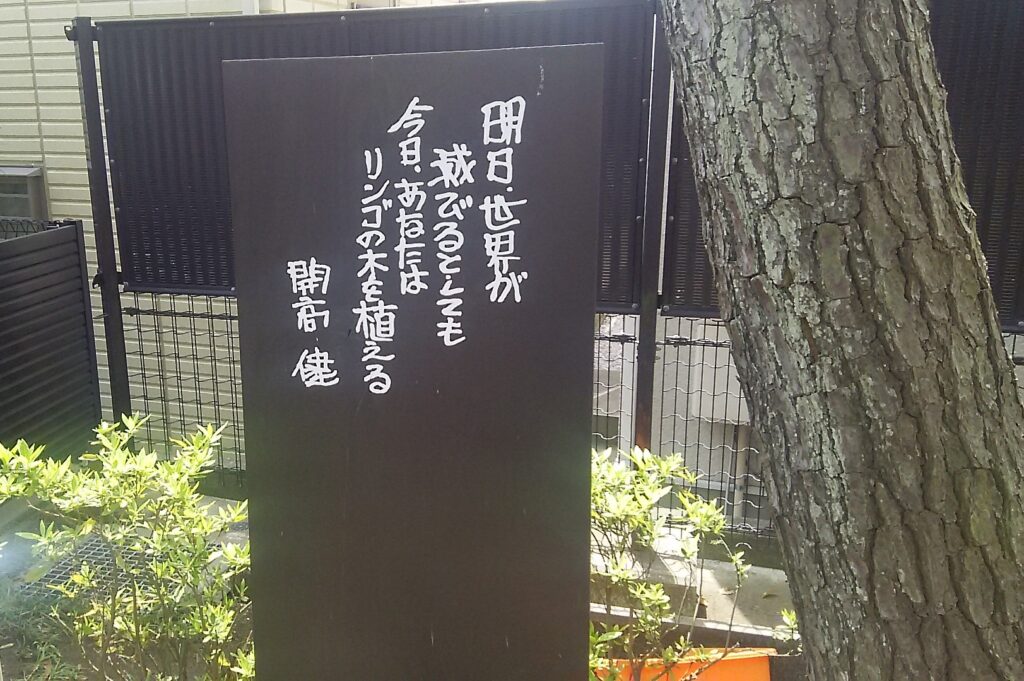 明日、世界が
滅びるとしても
今日、あなたは
リンゴの木を植える
開高 健